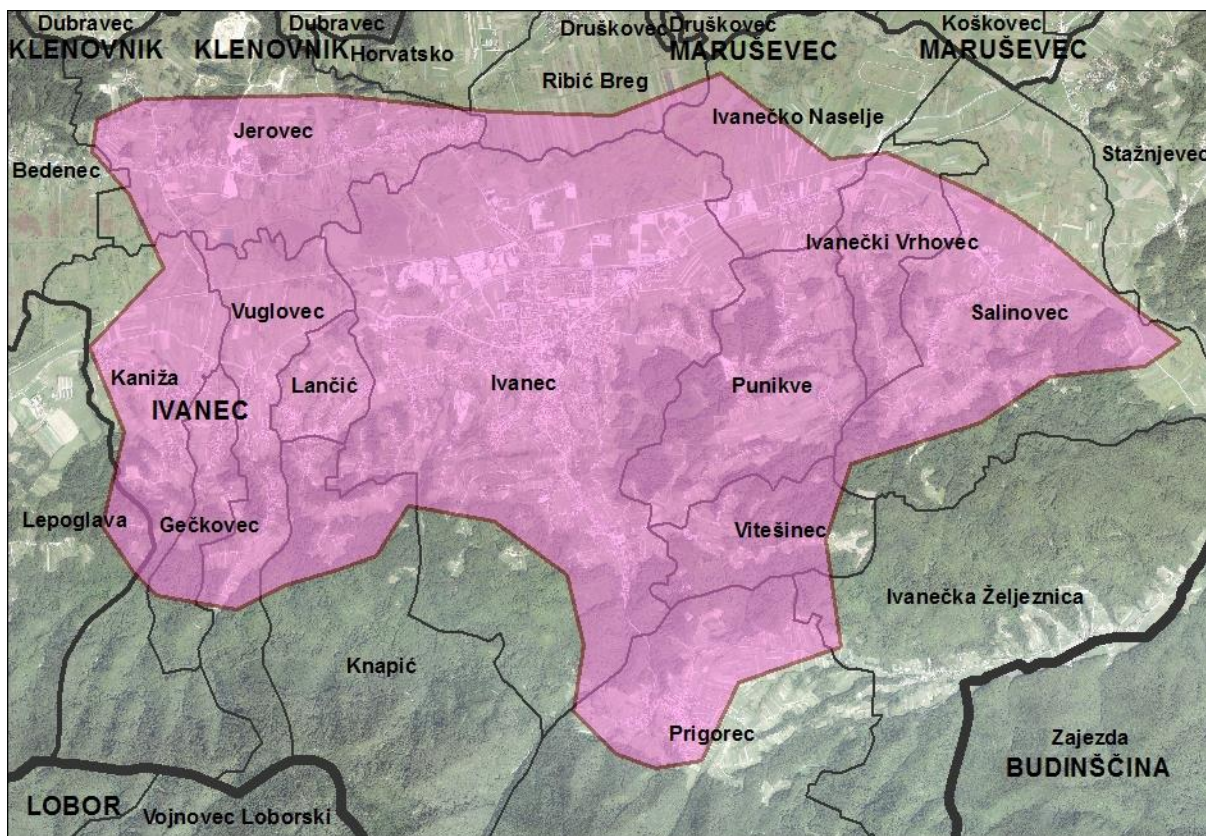 Dubravec
KLENOVNIK
Dubravec
KLENOVNIK
Horvatsko
Druškovec
Druškovec
MARUŠEVEC
Koškovec
MARUŠEVEC
Ribić Breg
Jerovec
Ivanečko Naselje
Bedenec
Stažnjevec
Ivanečki Vrhovec
Vuglovec
Salinovec
Kaniža
Lančić
Ivanec
Punikve
IVANEC
Lepoglava
Gečkovec
Vitešinec
Ivanečka Željeznica
Knapić
Prigorec
Zajezda
BUDINŠČINA
LOBOR
Vojnovec Loborski